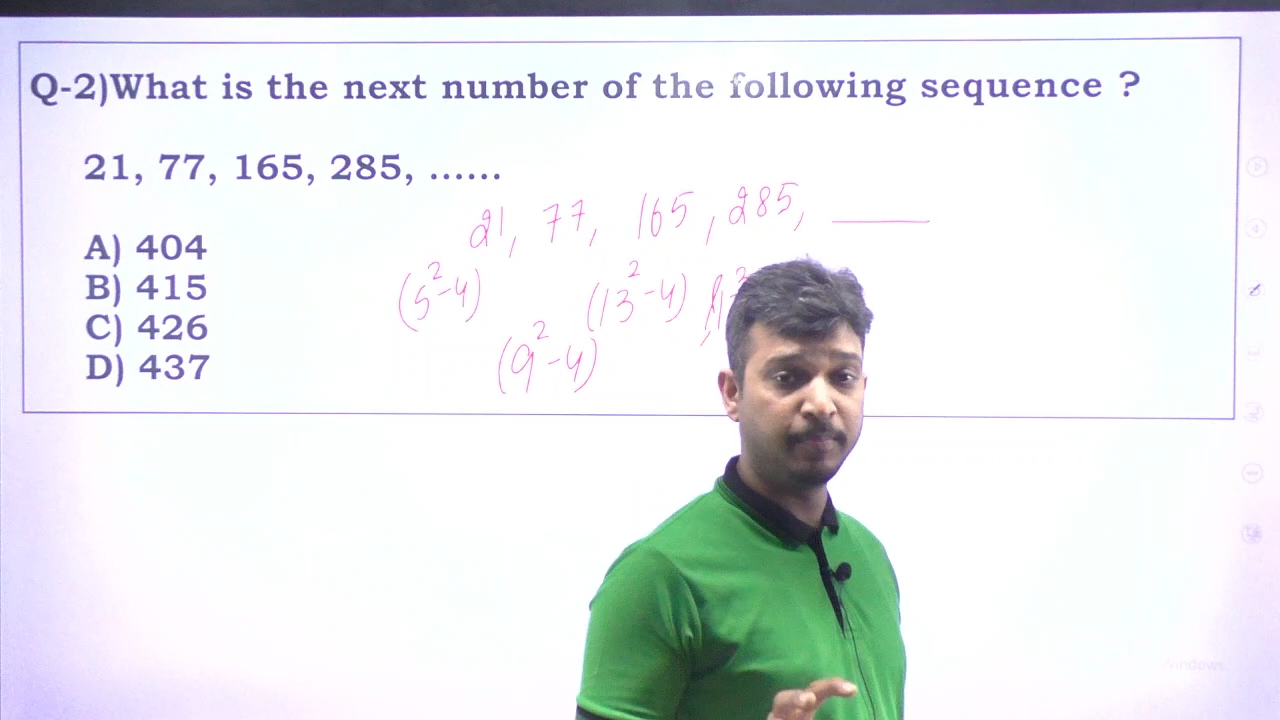 Q-2)What is the next number of the following sequence ?
21, 77, 165, 285, ......
21, 77, 165, 285, ____
A) 404
B) 415
C) 426
D) 437
(5²-4) (13²-4)
(9²-4)